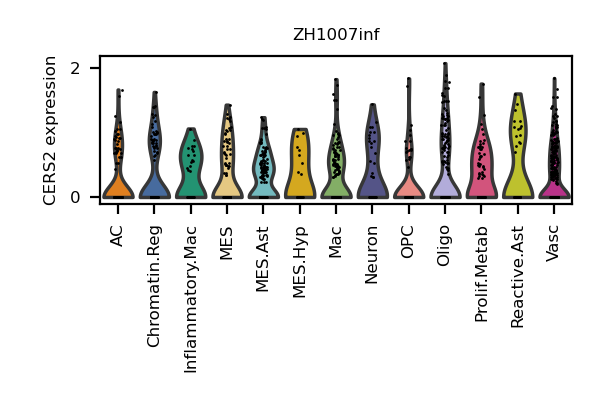 ZH1007inf
CERS2 expression
2
0
AC
Chromatin.Reg
Inflammatory.Mac
MES
MES.Ast
MES.Hyp
Mac
Neuron
OPC
Oligo
Prolif.Metab
Reactive.Ast
Vasc